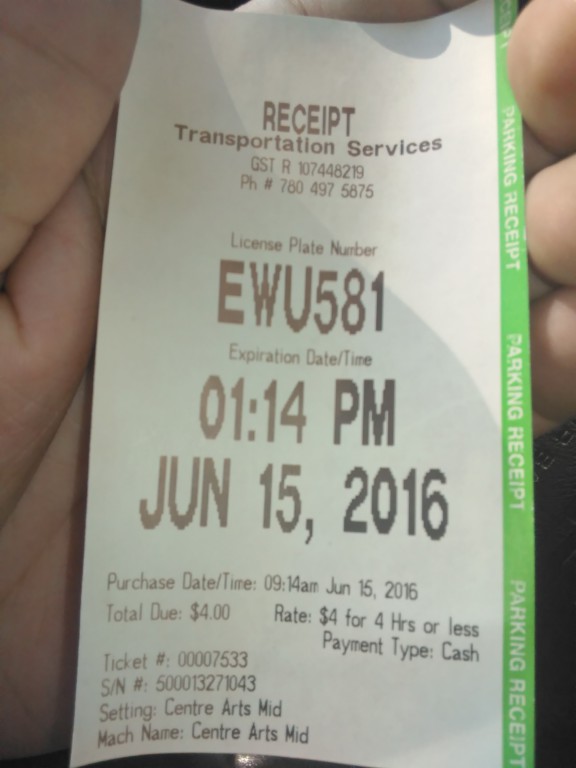 RECEIPT
Transportation Services
GST R 107448219
Ph # 780 497 5875
License Plate Number
EWU581
Expiration Date/Time
01:14 PM
JUN 15, 2016
Purchase Date/Time: 09:14am Jun 15, 2016
Total Due: $4.00 Rate: $4 for 4 Hrs or less
Payment Type: Cash
Ticket #: 00007533
S/N #: 500013271043
Setting: Centre Arts Mid
Mach Name: Centre Arts Mid
PARKING RECEIPT
PARKING RECEIPT
PARKING RECEIPT